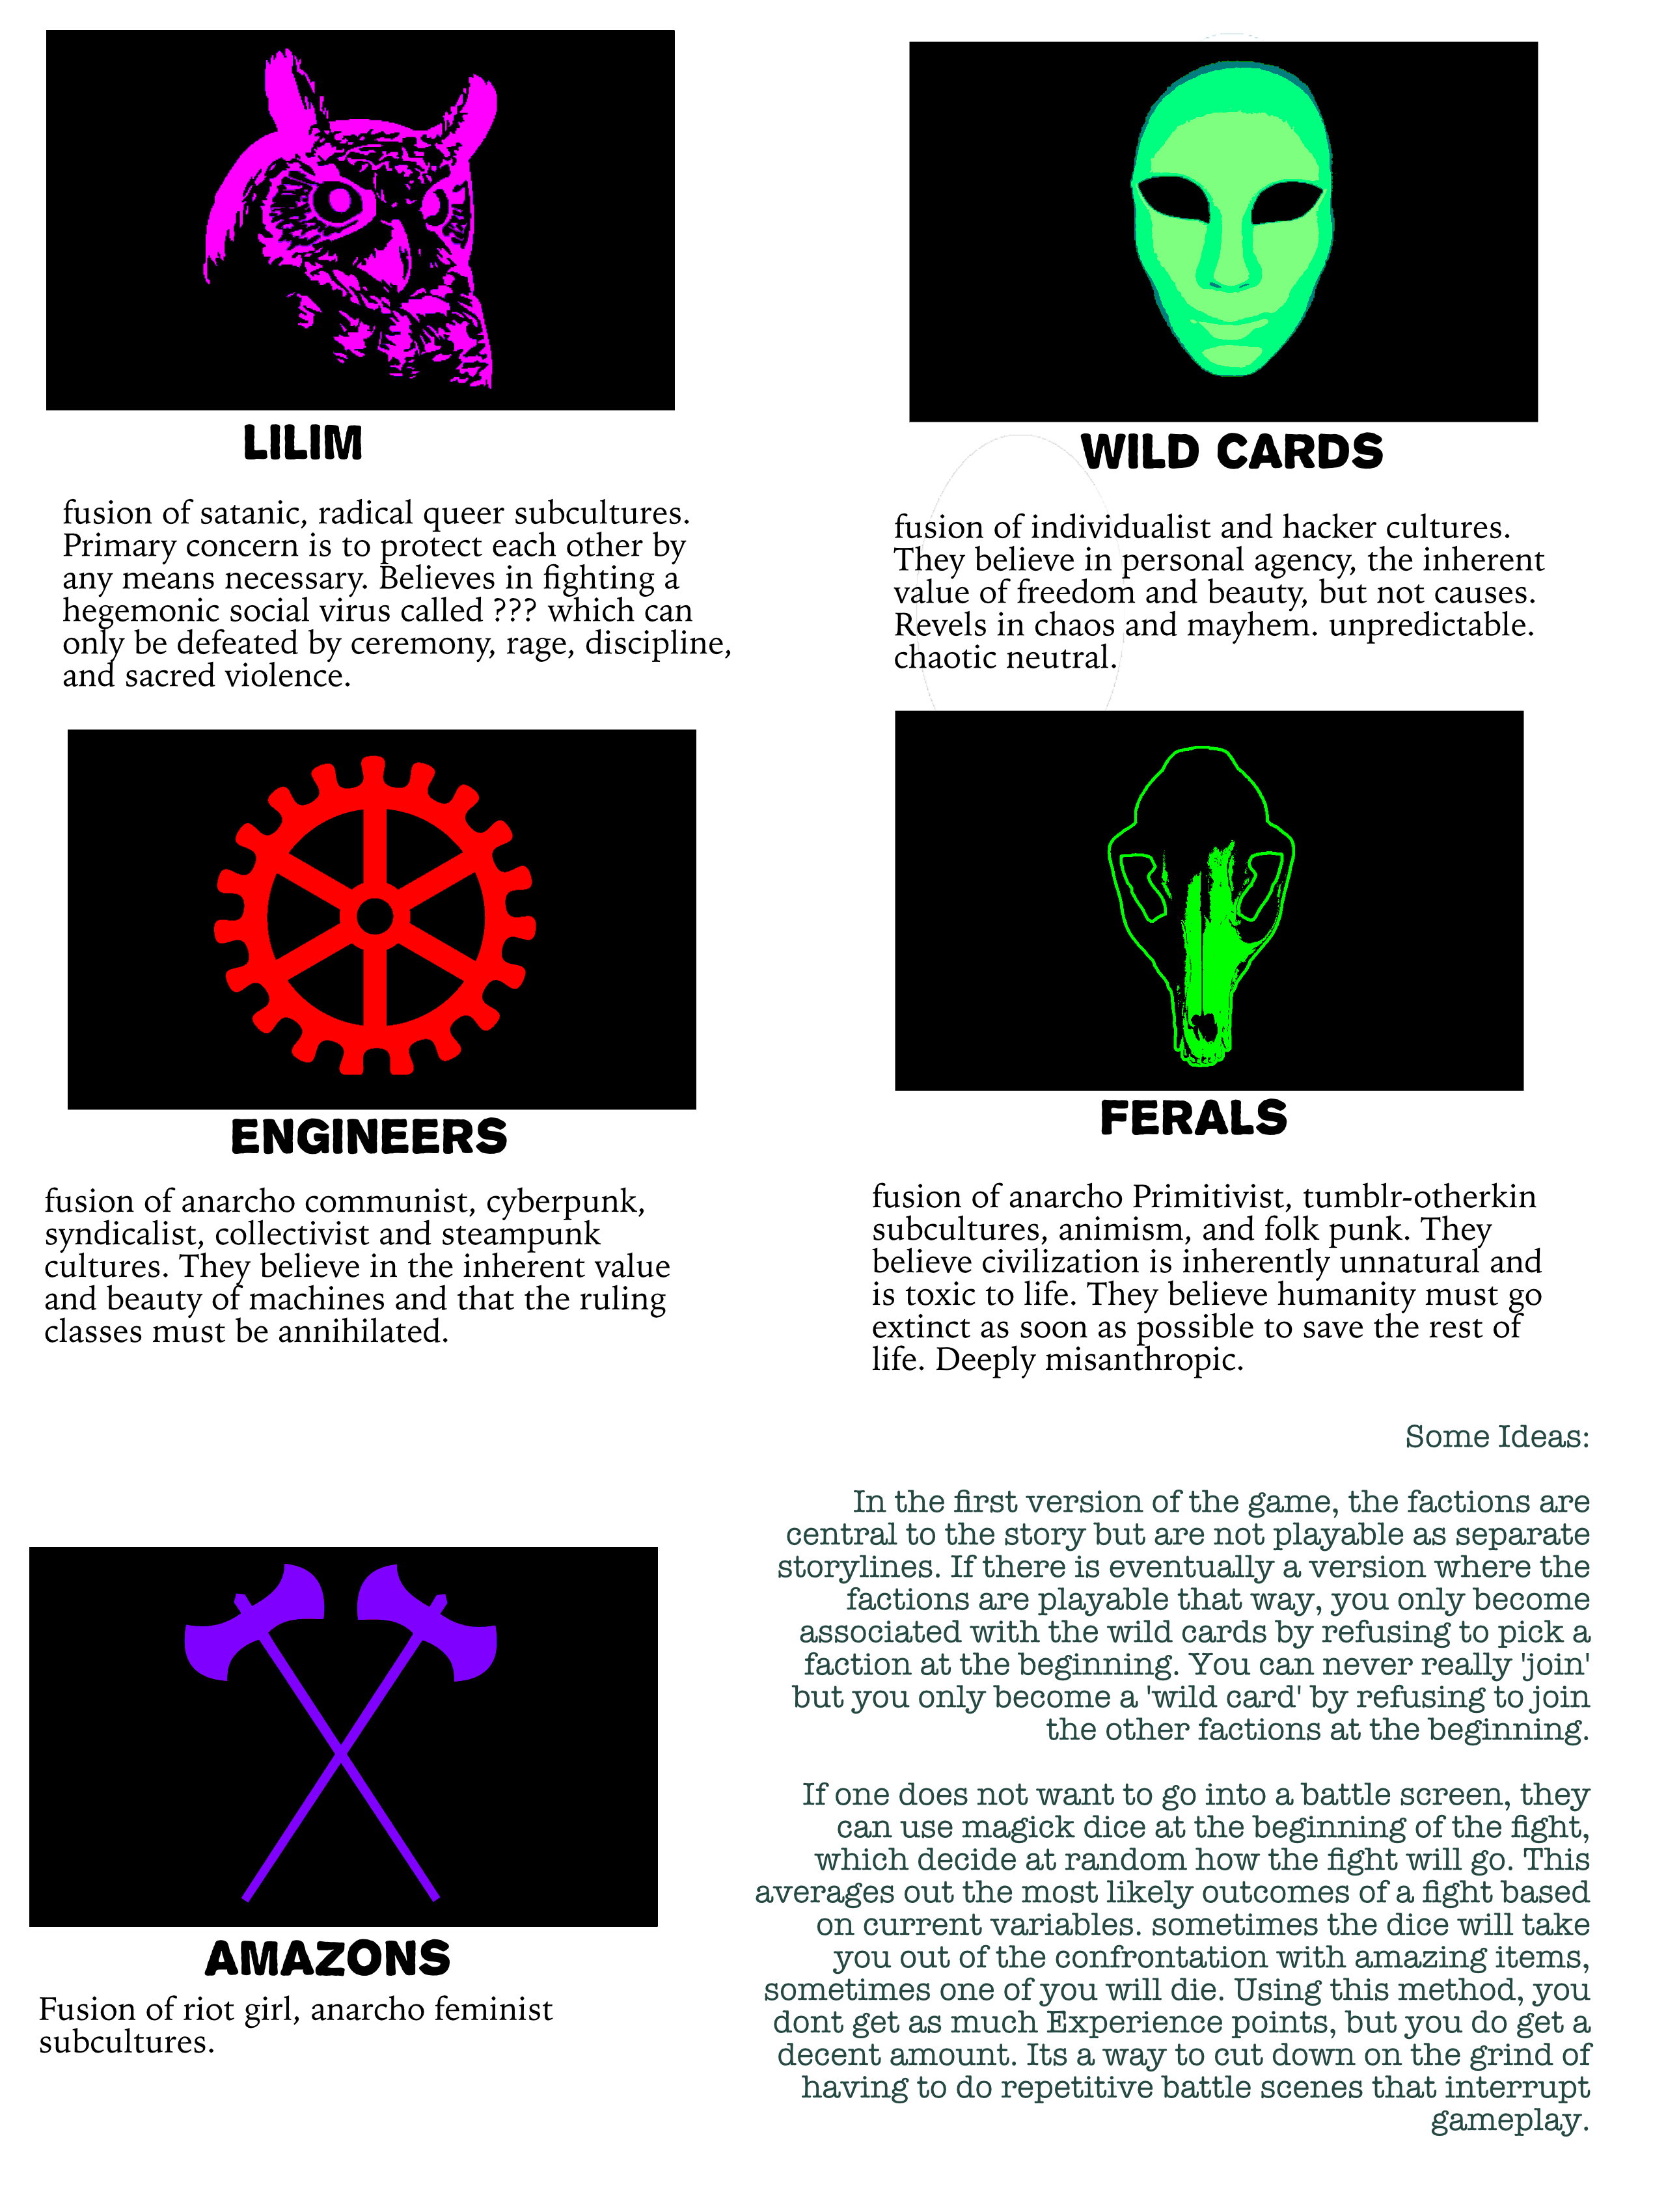 LILIM
fusion of satanic, radical queer subcultures.
Primary concern is to protect each other by
any means necessary. Believes in fighting a
hegemonic social virus called ??? which can
only be defeated by ceremony, rage, discipline,
and sacred violence.
WILD CARDS
fusion of individualist and hacker cultures.
They believe in personal agency, the inherent
value of freedom and beauty, but not causes.
Revels in chaos and mayhem. unpredictable.
chaotic neutral.
ENGINEERS
fusion of anarcho communist, cyberpunk,
syndicalist, collectivist and steampunk
cultures. They believe in the inherent value
and beauty of machines and that the ruling
classes must be annihilated.
FERALS
fusion of anarcho Primitivist, tumblr-otherkin
subcultures, animism, and folk punk. They
believe civilization is inherently unnatural and
is toxic to life. They believe humanity must go
extinct as soon as possible to save the rest of
life. Deeply misanthropic.
AMAZONS
Fusion of riot girl, anarcho feminist
subcultures.
Some Ideas:
In the first version of the game, the factions are
central to the story but are not playable as separate
storylines. If there is eventually a version where the
factions are playable that way, you only become
associated with the wild cards by refusing to pick a
faction at the beginning. You can never really 'join'
but you only become a 'wild card' by refusing to join
the other factions at the beginning.
If one does not want to go into a battle screen, they
can use magick dice at the beginning of the fight,
which decide at random how the fight will go. This
averages out the most likely outcomes of a fight based
on current variables. sometimes the dice will take
you out of the confrontation with amazing items,
sometimes one of you will die. Using this method, you
dont get as much Experience points, but you do get a
decent amount. Its a way to cut down on the grind of
having to do repetitive battle scenes that interrupt
gameplay.